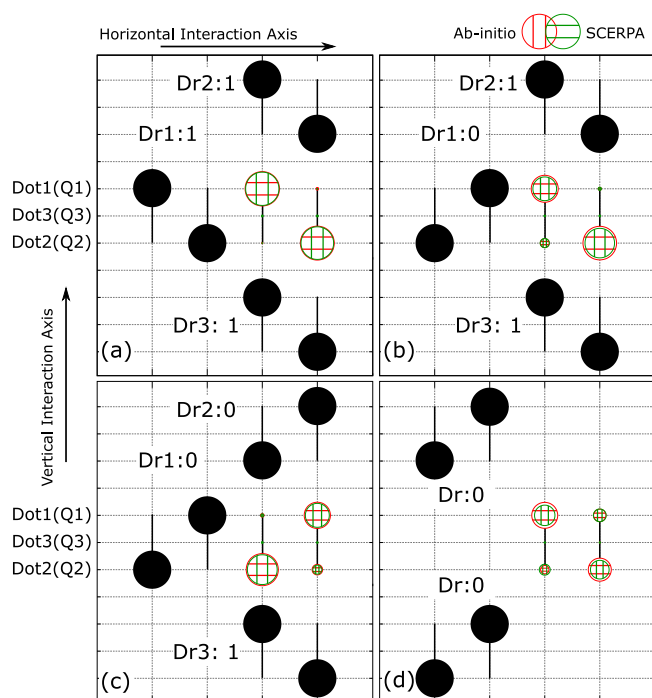 Horizontal Interaction Axis
Ab-initio SCERPA
Dr2:1
Dr1:1
Dr2:1
Dr1:0
Dot1(Q1)
Dot3(Q3)
Dot2(Q2)
Dr3: 1
(a)
Dr3: 1
(b)
Vertical Interaction Axis
Dr2:0
Dr1:0
Dr:0
Dot1(Q1)
Dot3(Q3)
Dot2(Q2)
Dr:0
Dr3: 1
(c)
(d)